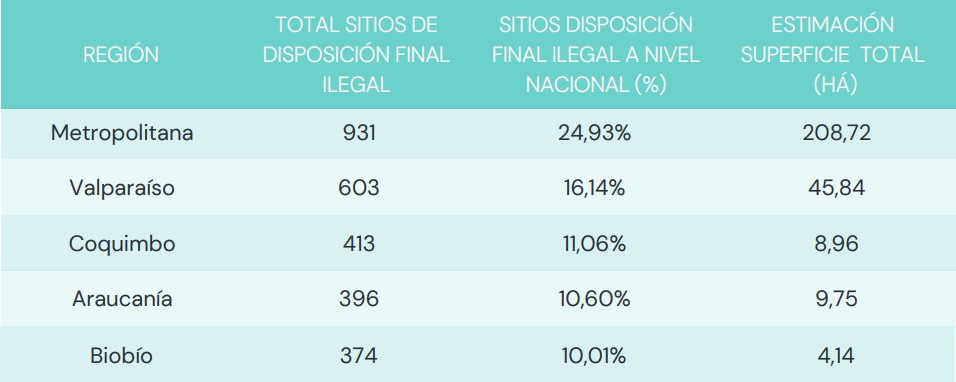 REGIÓN
TOTAL SITIOS DE
DISPOSICIÓN FINAL
ILEGAL
SITIOS DISPOSICIÓN
FINAL ILEGAL A NIVEL
NACIONAL (%)
ESTIMACIÓN
SUPERFICIE TOTAL
(HÁ)
Metropolitana 931 24,93% 208,72
Valparaíso 603 16,14% 45,84
Coquimbo 413 11,06% 8,96
Araucanía 396 10,60% 9,75
Biobío 374 10,01% 4,14